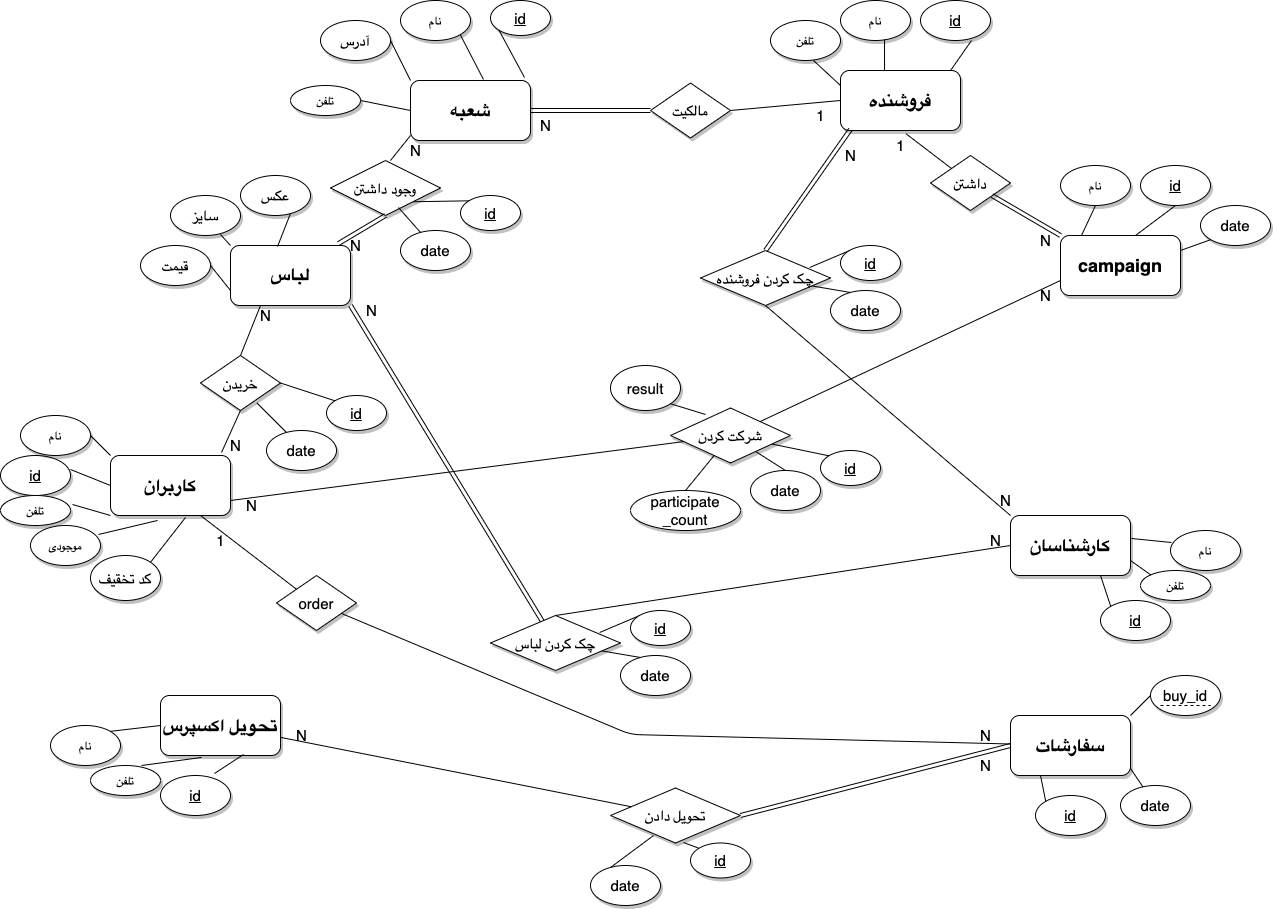 id
نام
آدرس
تلفن
شعبه
N
مالکیت
1
id
نام
تلفن
فروشنده
N
1
داشتن
N
نام
id
date
campaign
N
N
وجود داشتن
id
date
N
عکس
سایز
قیمت
لباس
N
N
چک کردن فروشنده
id
date
خریدن
id
date
N
result
شرکت کردن
id
date
participate
_count
نام
id
تلفن
موجودی
کد تخفیف
کاربران
N
1
N
N
کارشناسان
نام
تلفن
id
order
چک کردن لباس
id
date
تحویل اکسپرس
نام
تلفن
id
N
N
N
سفارشات
buy_id
id
date
تحویل دادن
id
date